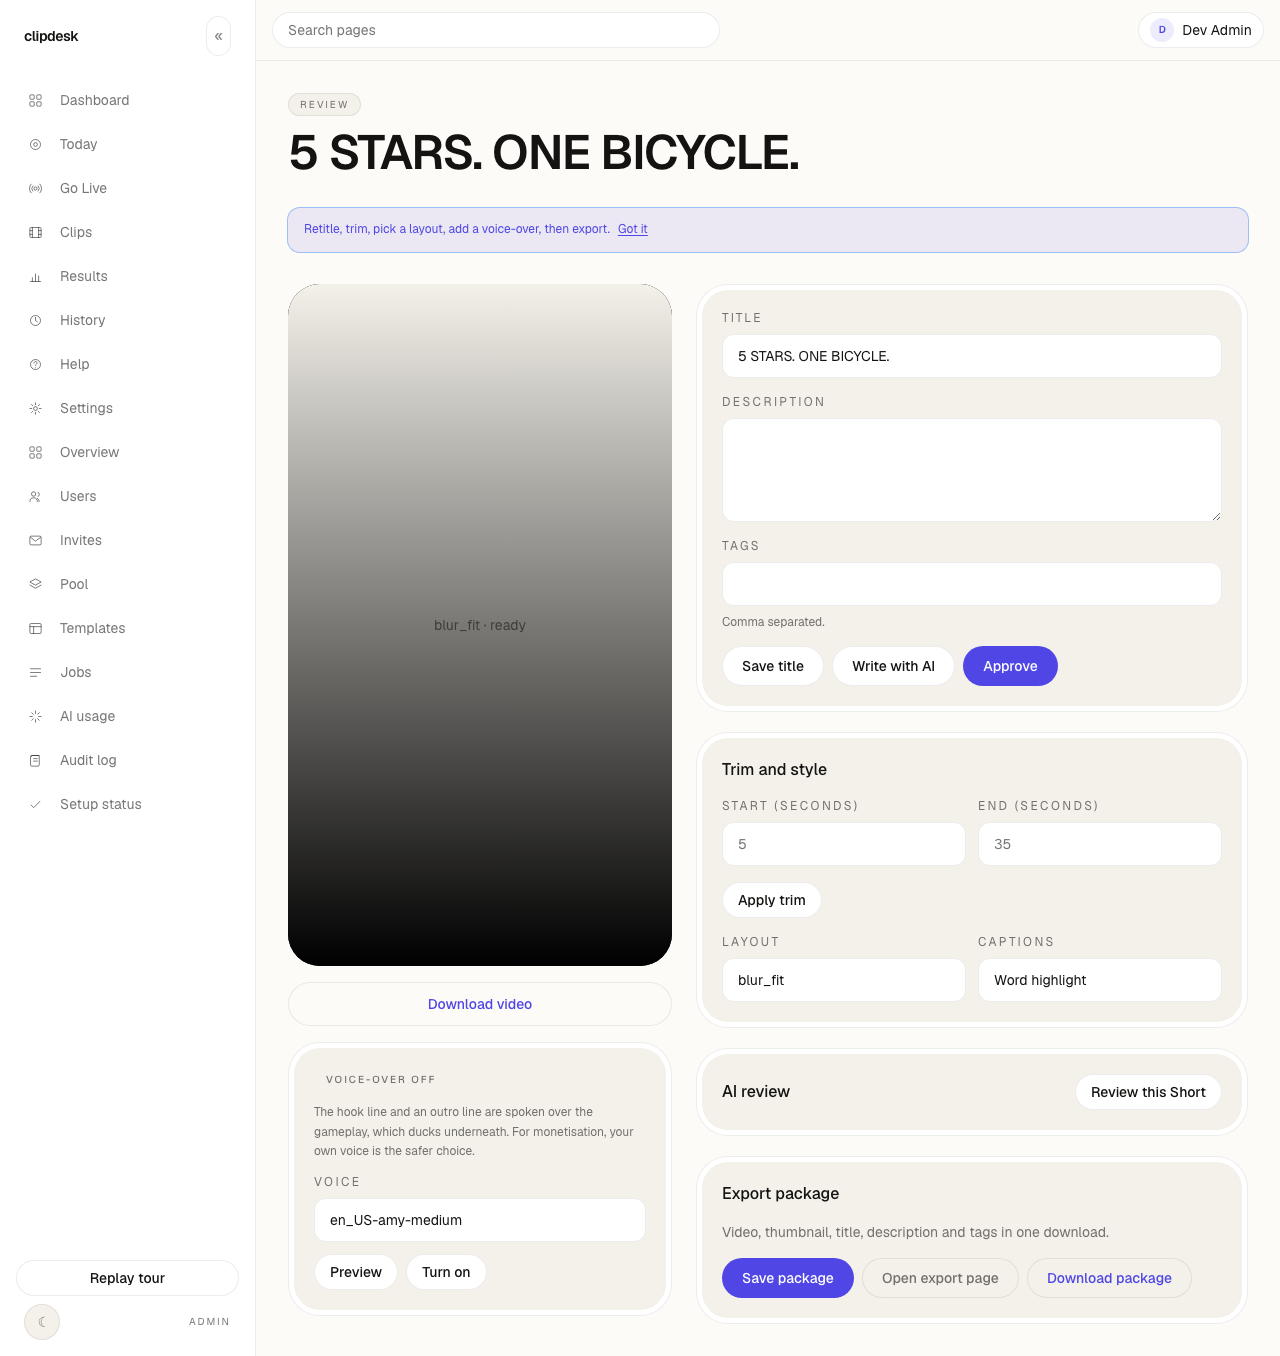 clipdesk
«
Dashboard
Today
Go Live
Clips
Results
History
Help
Settings
Overview
Users
Invites
Pool
Templates
Jobs
AI usage
Audit log
Setup status
Replay tour
ADMIN
Search pages
D
Dev Admin
REVIEW
5 STARS. ONE BICYCLE.
Retitle, trim, pick a layout, add a voice-over, then export. Got it
blur_fit · ready
Download video
VOICE-OVER OFF
The hook line and an outro line are spoken over the
gameplay, which ducks underneath. For monetisation, your
own voice is the safer choice.
VOICE
en_US-amy-medium
Preview
Turn on
TITLE
5 STARS. ONE BICYCLE.
DESCRIPTION
TAGS
Comma separated.
Save title
Write with AI
Approve
Trim and style
START (SECONDS)
END (SECONDS)
5
35
Apply trim
LAYOUT
CAPTIONS
blur_fit
Word highlight
AI review
Review this Short
Export package
Video, thumbnail, title, description and tags in one download.
Save package
Open export page
Download package